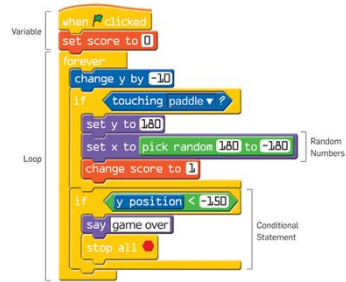 when clicked
Variable
set score to 0
forever
change y by -10
if touching paddle ?
set y to 180
set x to pick random 180 to -180
Random
Numbers
change score to 1
Loop
if y position < -150
say game over
Conditional
Statement
stop all